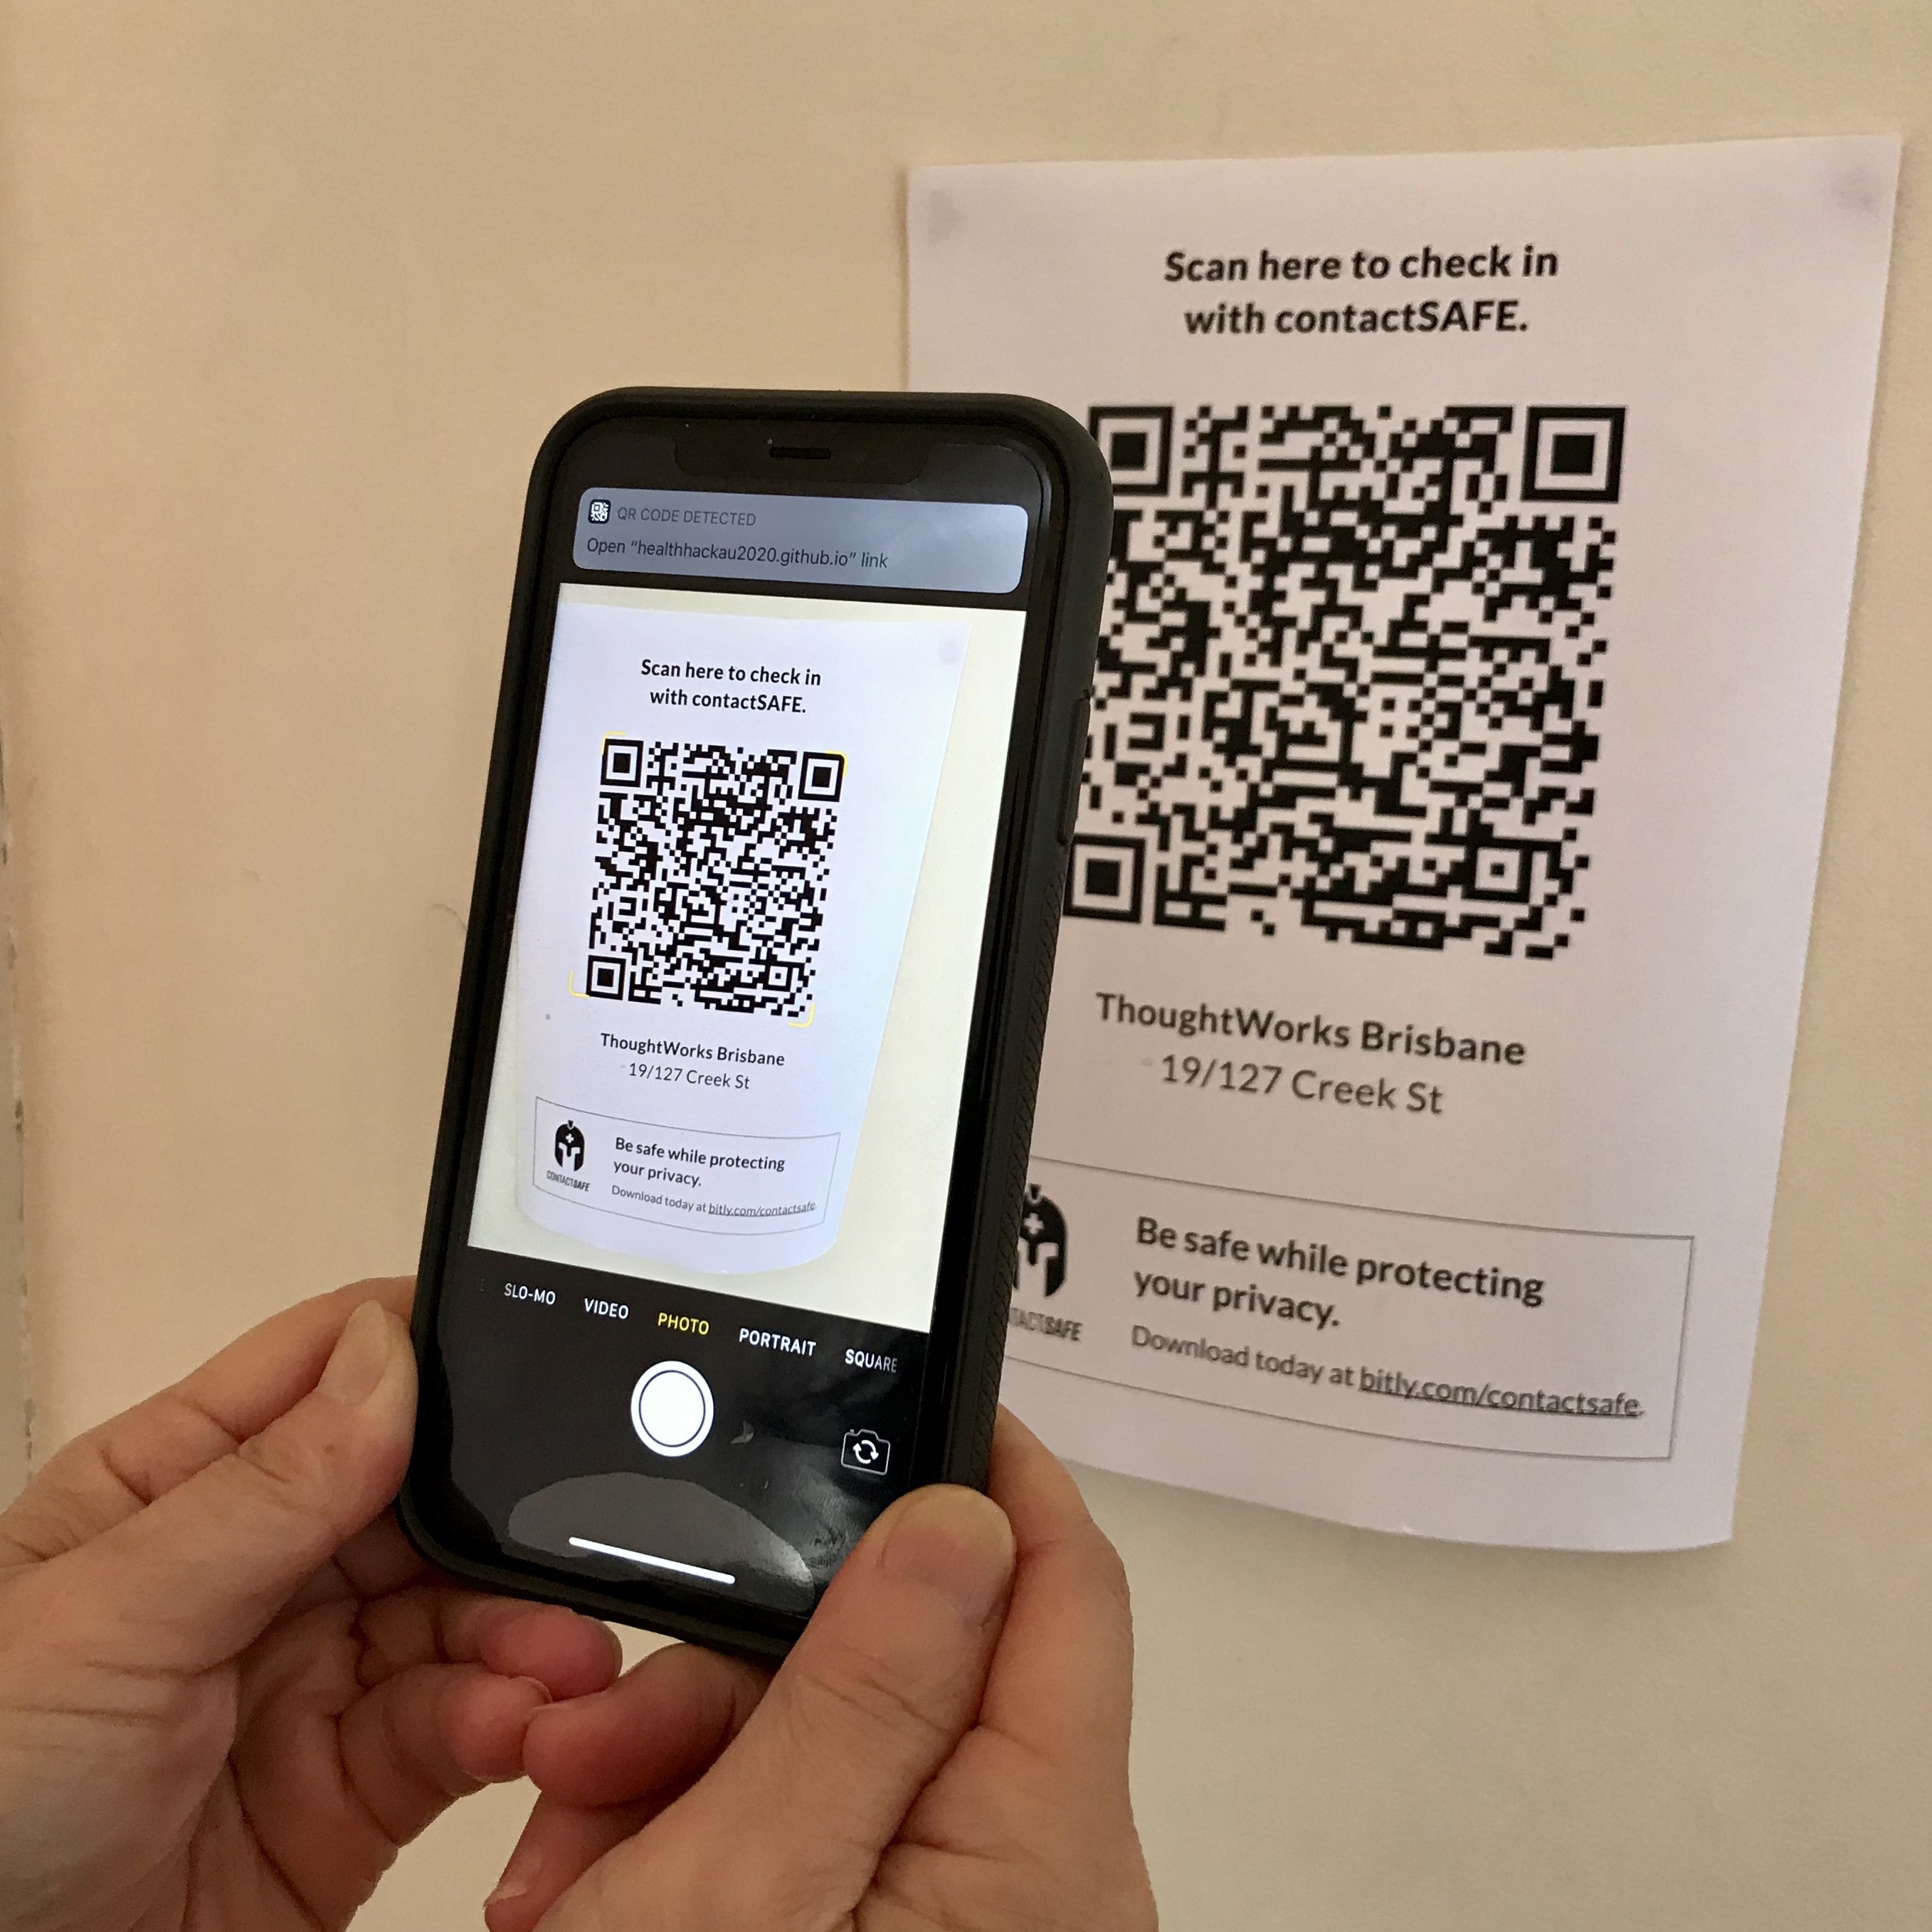 Scan here to check in
with contactSAFE.
ThoughtWorks Brisbane
19/127 Creek St
Be safe while protecting
your privacy.
Download today at bitly.com/contactsafe.
QR CODE DETECTED
Open “healthhackau2020.github.io” link
Scan here to check in
with contactSAFE.
ThoughtWorks Brisbane
19/127 Creek St
CONTACTSAFE
Be safe while protecting
your privacy.
Download today at bitly.com/contactsafe.
SLO-MO VIDEO PHOTO PORTRAIT SQUARE